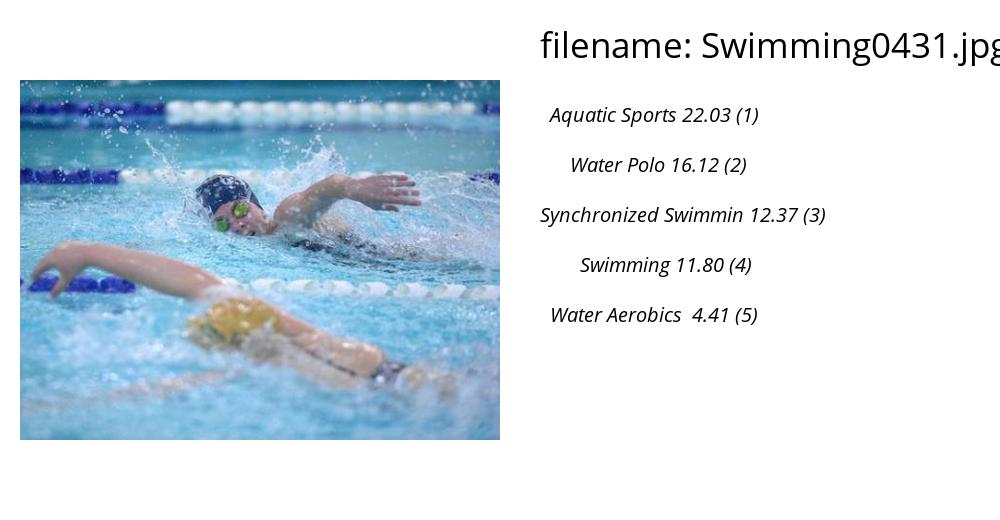 filename: Swimming0431.jpg
Aquatic Sports 22.03 (1)
Water Polo 16.12 (2)
Synchronized Swimmin 12.37 (3)
Swimming 11.80 (4)
Water Aerobics 4.41 (5)